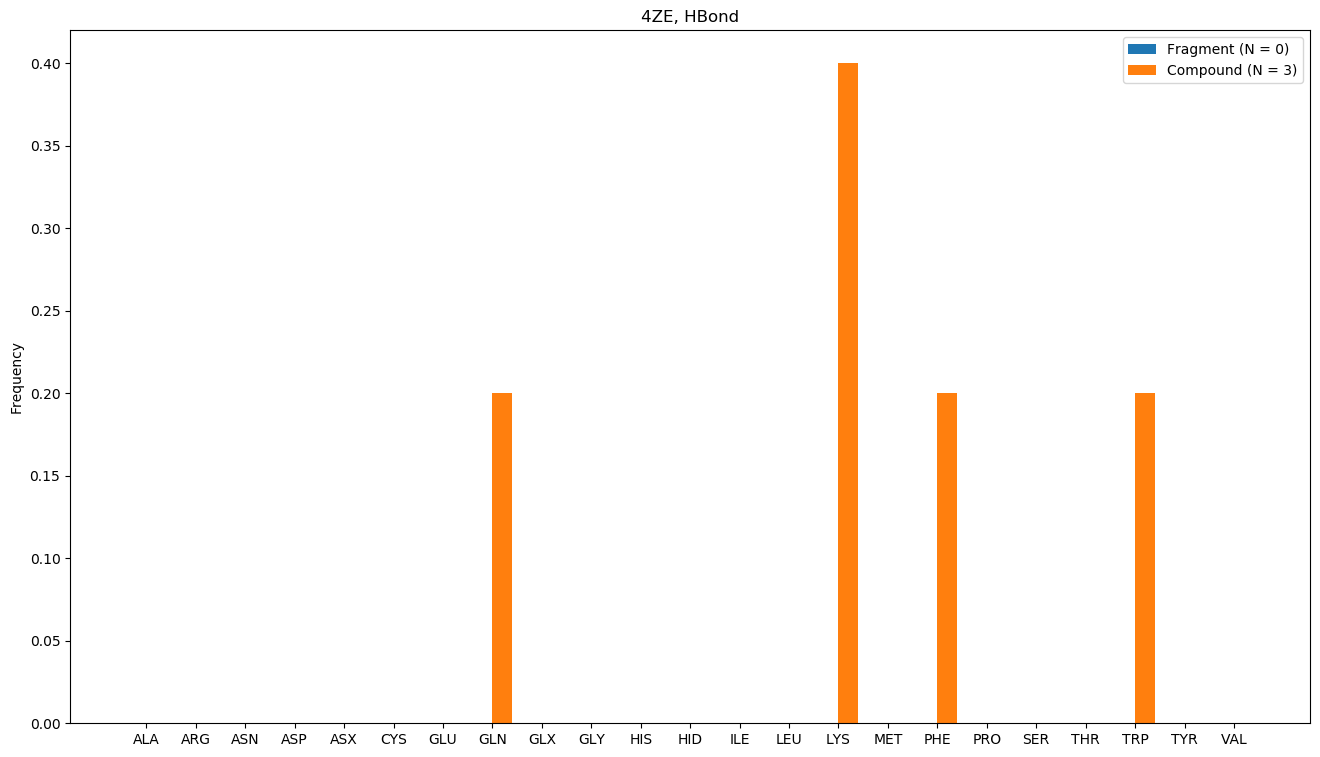 4ZE, HBond
Fragment (N = 0)
Compound (N = 3)
Frequency
0.40
0.35
0.30
0.25
0.20
0.15
0.10
0.05
0.00
ALA ARG ASN ASP ASX CYS GLU GLN GLX GLY HIS HID ILE LEU LYS MET PHE PRO SER THR TRP TYR VAL